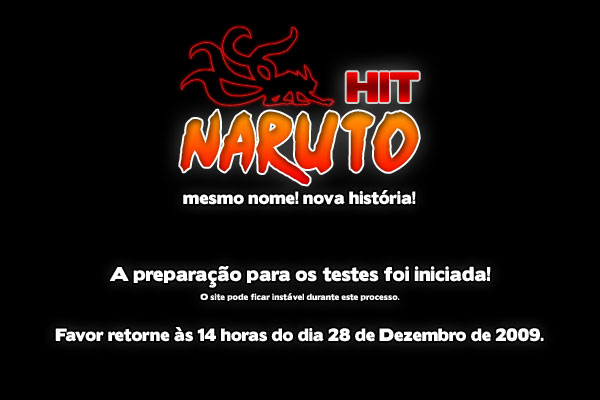 HIT
NARUTO
mesmo nome! nova história!
A preparação para os testes foi iniciada!
O site pode ficar instável durante este processo.
Favor retorne às 14 horas do dia 28 de Dezembro de 2009.